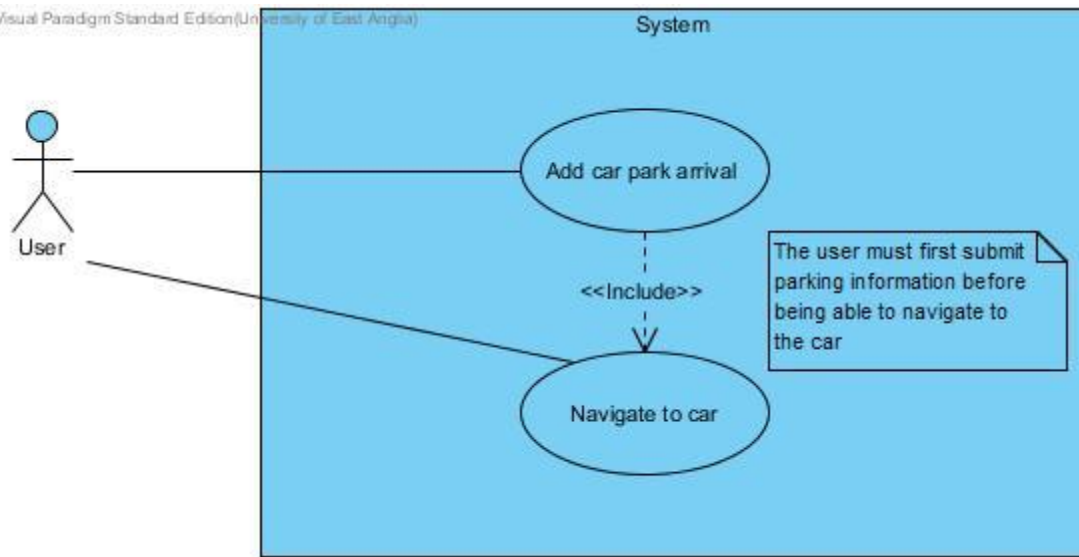 Visual Paradigm Standard Edition(University of East Anglia)
System
Add car park arrival
User
The user must first submit
parking information before
being able to navigate to
the car
<<Include>>
Navigate to car